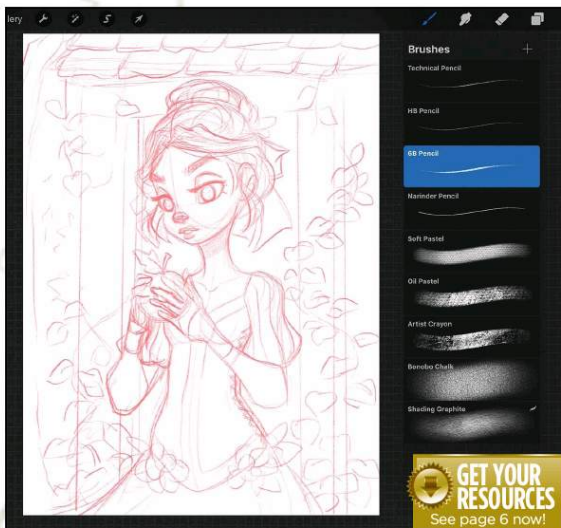 lery
Brushes
Technical Pencil
HB Pencil
6B Pencil
Narinder Pencil
Soft Pastel
Oil Pastel
Artist Crayon
Bonobo Chalk
Shading Graphite
GET YOUR
RESOURCES
See page 6 now!